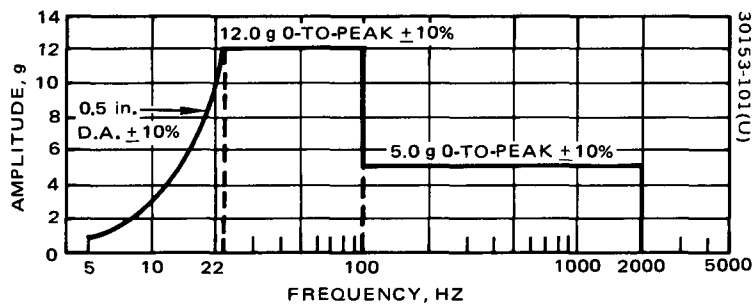 14
12
10
8
6
4
2
0
AMPLITUDE, g
12.0 g 0-TO-PEAK ±10%
0.5 in.
D.A. ±10%
5.0 g 0-TO-PEAK ±10%
5 10 22 100 1000 2000 5000
FREQUENCY, HZ
30153-101(U)